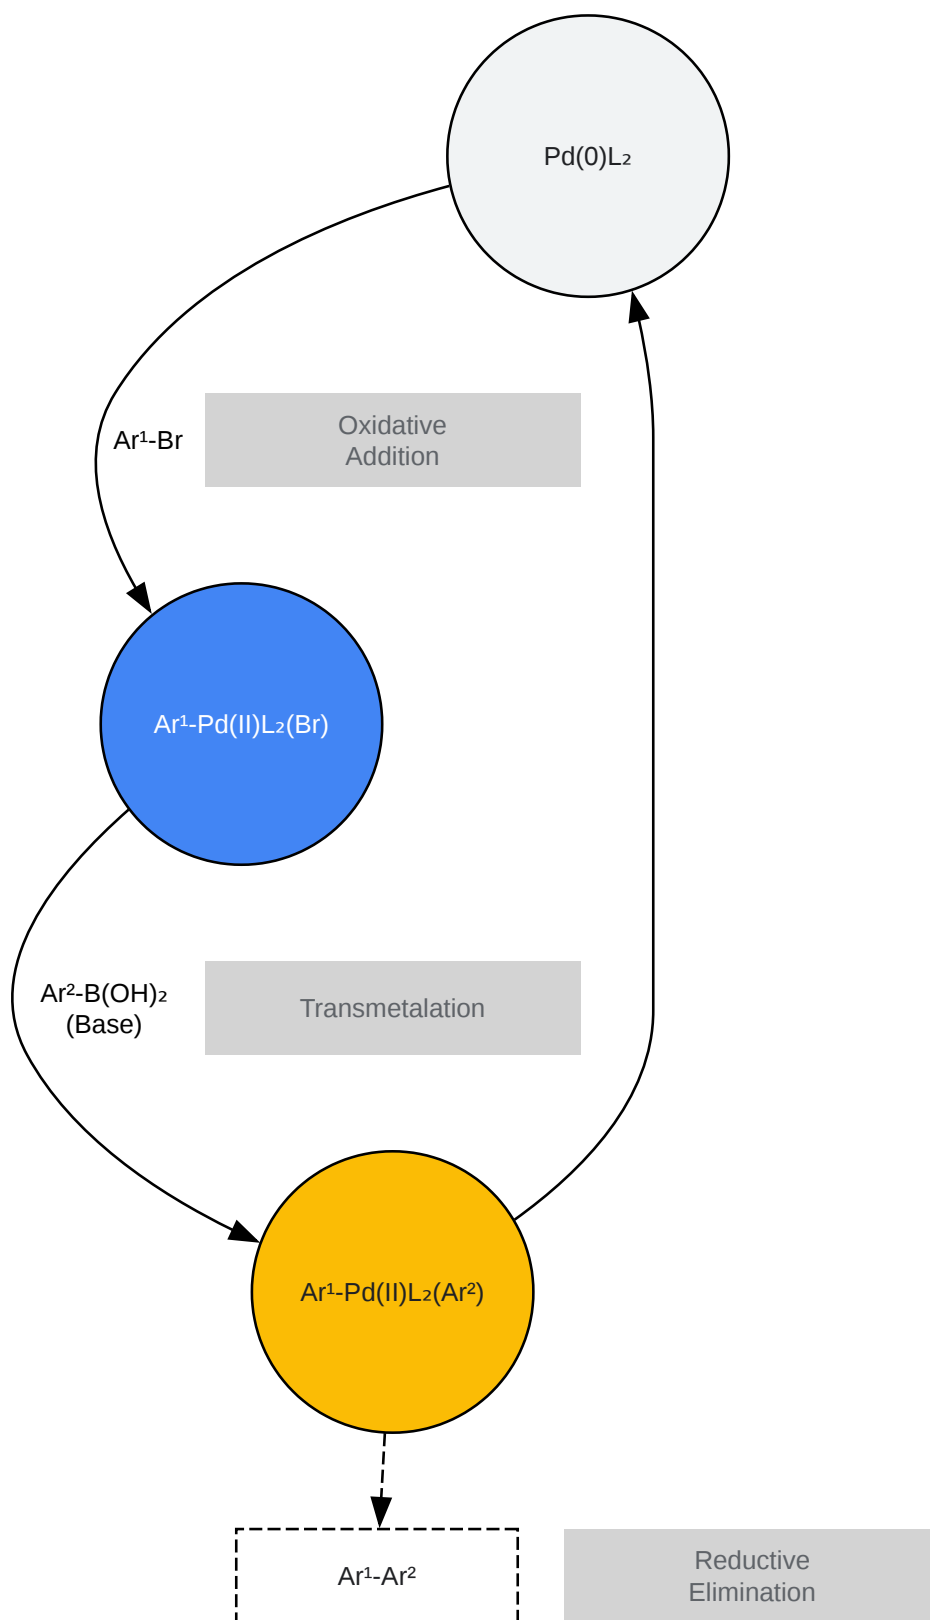 Pd(0)L₂
Ar¹-Br
Oxidative
Addition
Ar¹-Pd(II)L₂(Br)
Ar²-B(OH)₂
(Base)
Transmetalation
Ar¹-Pd(II)L₂(Ar²)
Ar¹-Ar²
Reductive
Elimination